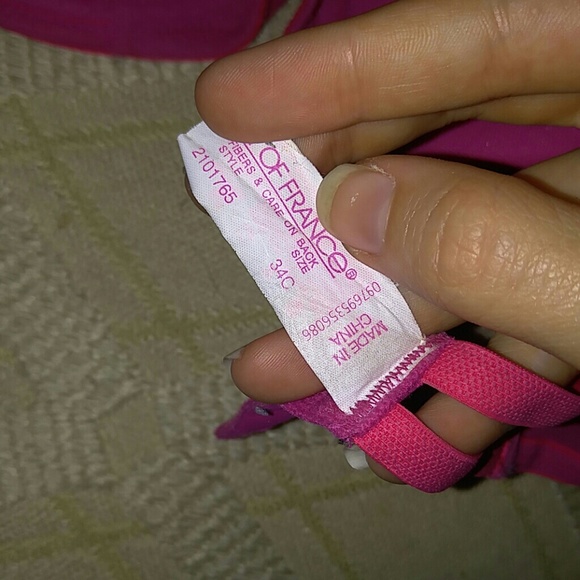 OF FRANCE®
FIBERS & CARE ON BACK
STYLE SIZE
2101765 34C
097695356086
MADE IN
CHINA